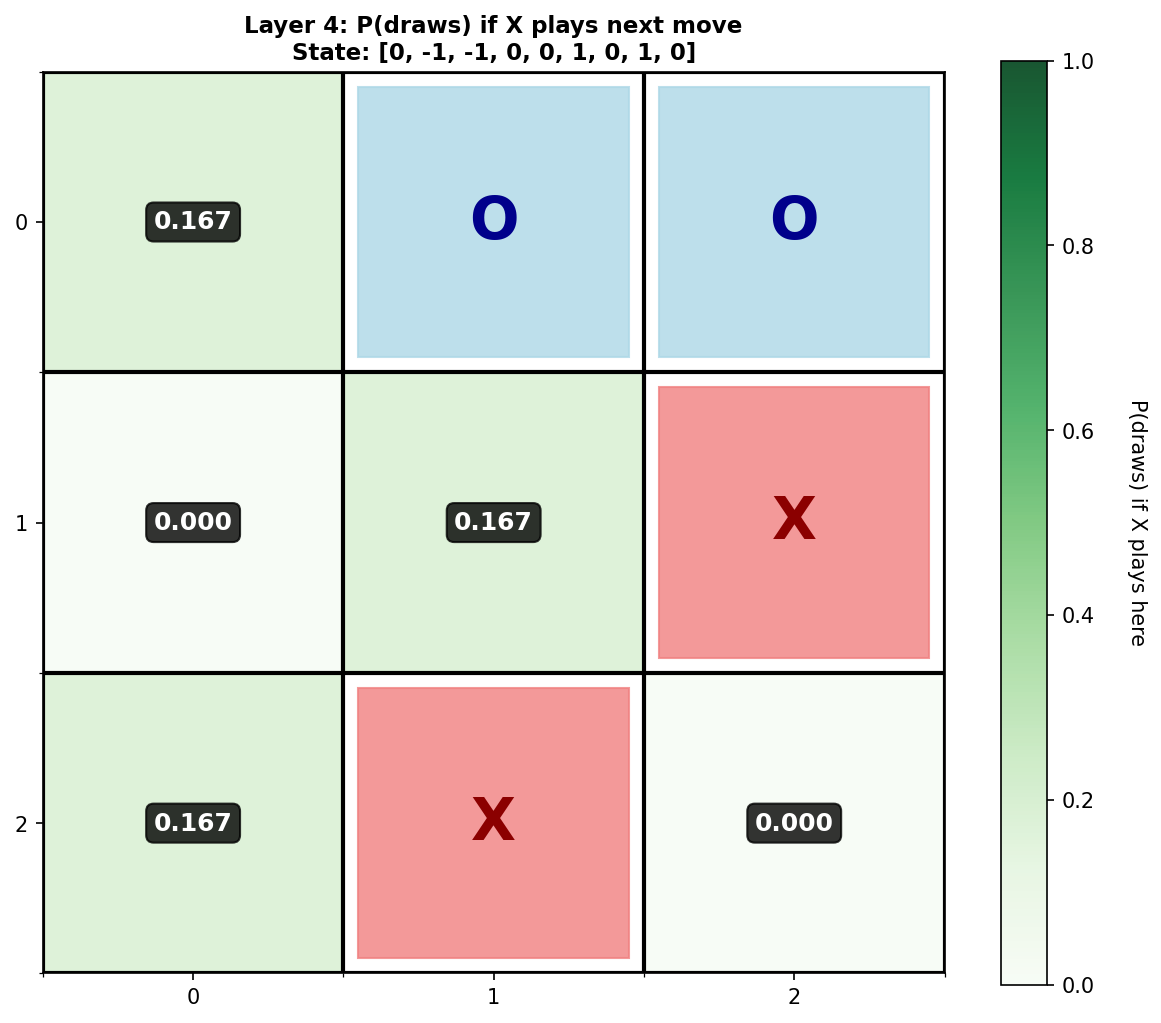 Layer 4: P(draws) if X plays next move
State: [0, -1, -1, 0, 0, 1, 0, 1, 0]
0
0.167
O
O
1
0.000
0.167
X
2
0.167
X
0.000
0
1
2
1.0
0.8
0.6
0.4
0.2
0.0
P(draws) if X plays here